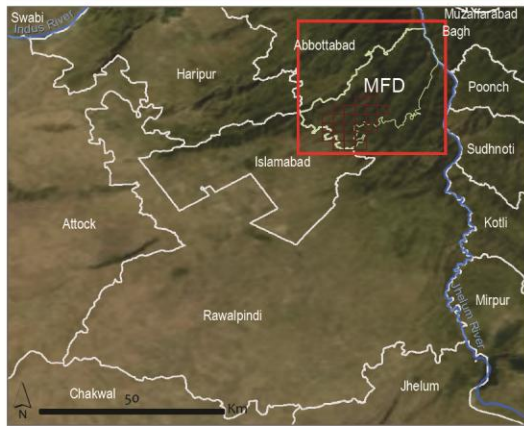 Swabi
Indus River
Muzaffarabad
Bagh
Abbottabad
Haripur
MFD
Poonch
Islamabad
Sudhnoti
Attock
Kotli
Mirpur
Rawalpindi
Jhelum River
Chakwal
Jhelum
50
Km
N